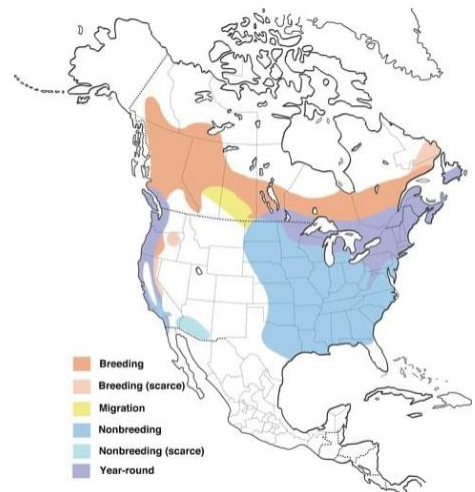 Breeding
Breeding (scarce)
Migration
Nonbreeding
Nonbreeding (scarce)
Year-round